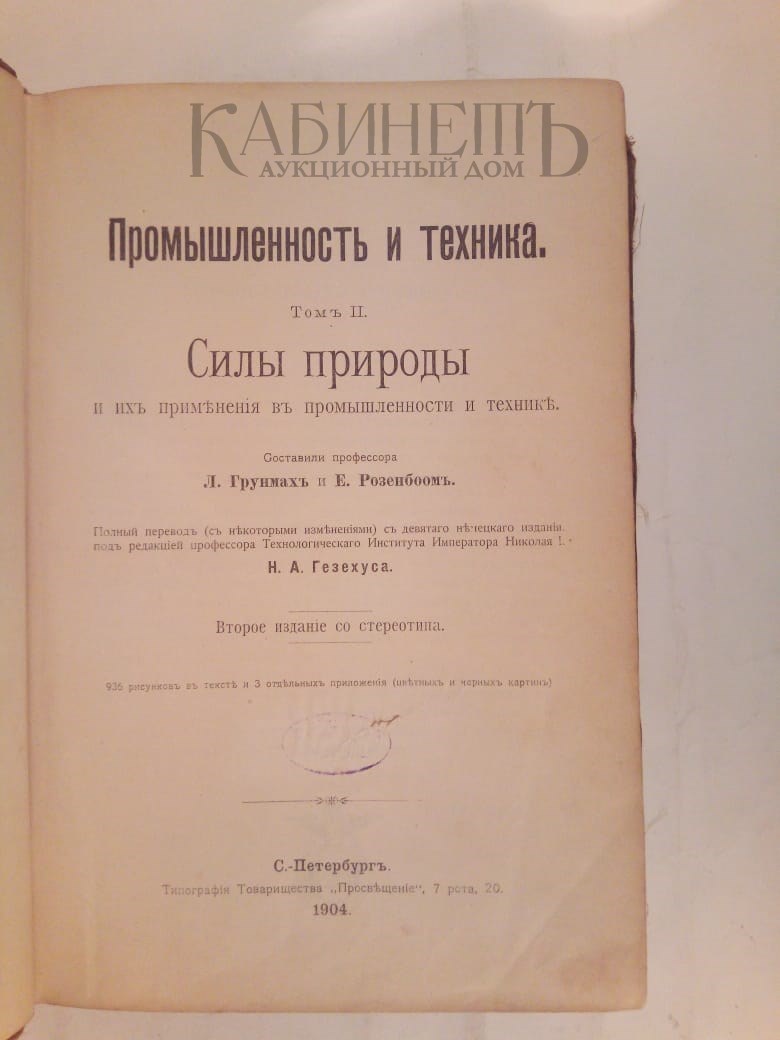 КАБИНЕТЪ
АУКЦИОННЫЙ ДОМ
Промышленность и техника.
Томъ II.
Силы природы
и ихъ примѣненія въ промышленности и техникѣ.
Составили профессора
Л. Грунмахъ и Е. Розенбоомъ.
Полный переводъ (съ нѣкоторыми измѣненіями) съ девятаго нѣмецкаго изданія.
подъ редакціей профессора Технологическаго Института Императора Николая I.
Н. А. Гезехуса.
Второе изданіе со стереотипа.
936 рисунковъ въ текстѣ и 3 отдѣльныхъ приложенія (цвѣтныхъ и черныхъ картинъ)
С.-Петербургъ.
Типографія Товарищества „Просвѣщеніе“, 7 рота, 20.
1904.